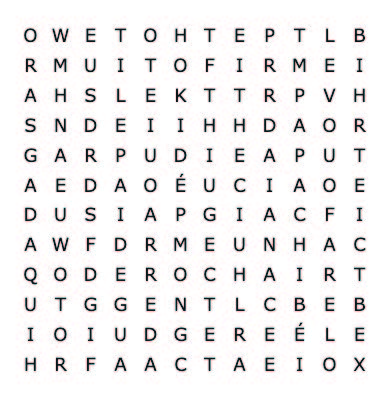 O W E T O H T E P T L B
R M U I T O F I R M E I
A H S L E K T T R P V H
S N D E I I H H D A O R
G A R P U D I E A P U T
A E D A O É U C I A O E
D U S I A P G I A C F I
A W F D R M E U N H A C
Q O D E R O C H A I R T
U T G G E N T L C B E B
I O I U D G E R E É L E
H R F A A C T A E I O X